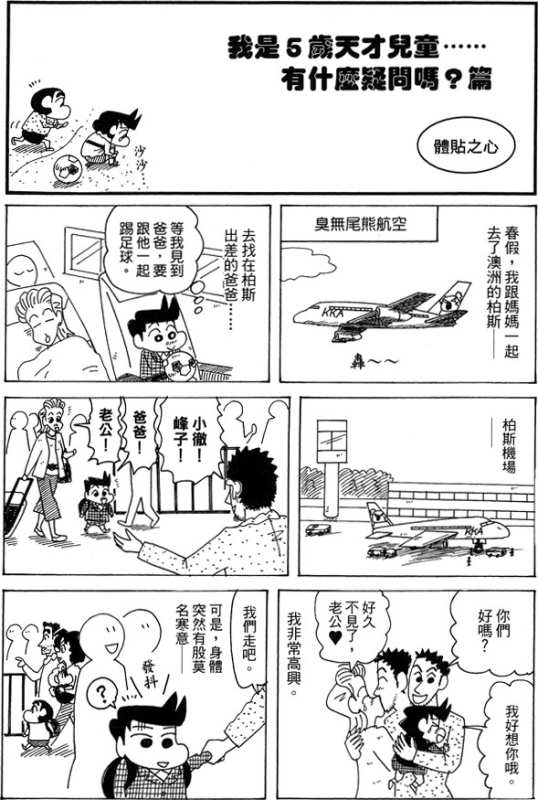 我是５歲天才兒童⋯⋯
有什麼疑問嗎？篇
體貼之心
沙沙
春假，我跟媽媽一起
去了澳洲的柏斯——
臭無尾熊航空
KKA
轟～～
去找在柏斯
出差的爸爸⋯⋯
等我見到
爸爸，要
跟他一起
踢足球。
——柏斯機場
KKA
小徹！
峰子！
爸爸！
老公！
你們
好嗎？
我好想你哦。
好久
不見了，
老公♥
我非常高興。
我們走吧。
可是，身體
突然有股莫
名寒意——
發抖
？